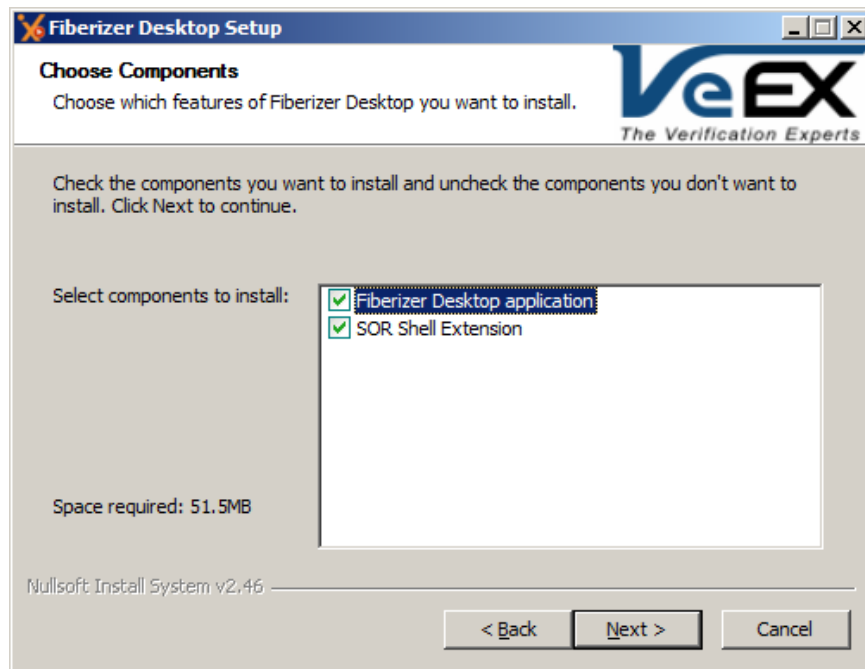 Fiberizer Desktop Setup
Choose Components
Choose which features of Fiberizer Desktop you want to install.
VeEX
The Verification Experts
Check the components you want to install and uncheck the components you don't want to
install. Click Next to continue.
Select components to install:
Fiberizer Desktop application
SOR Shell Extension
Space required: 51.5MB
Nullsoft Install System v2.46
< Back
Next >
Cancel